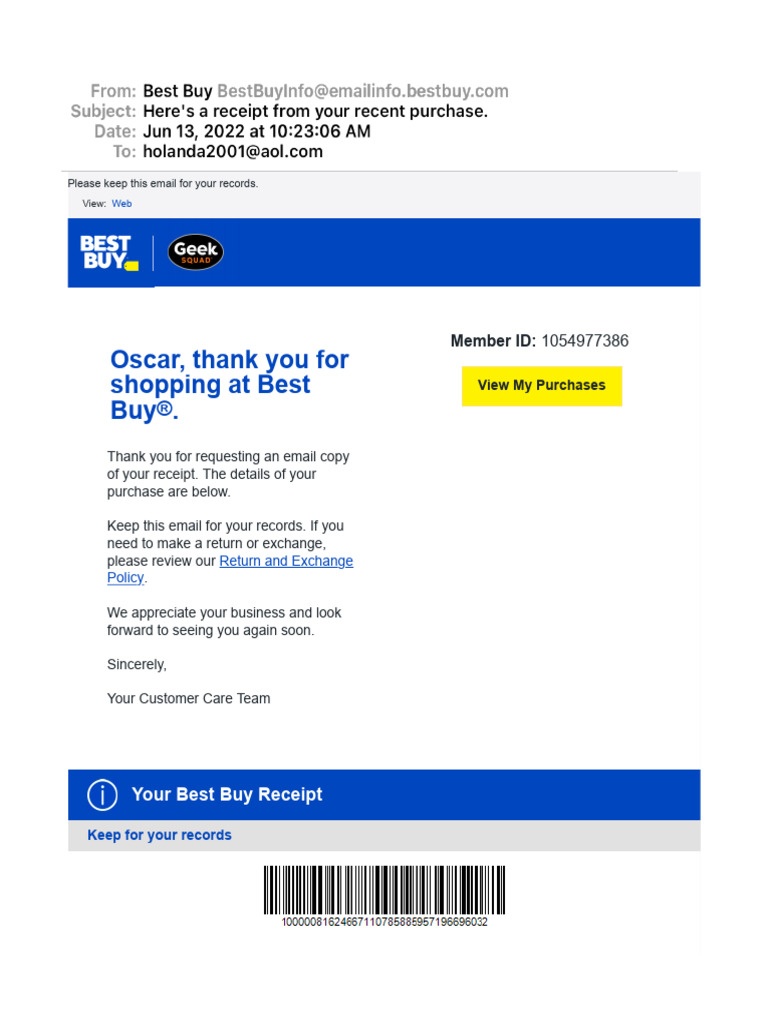 From: Best Buy BestBuyInfo@emailinfo.bestbuy.com
Subject: Here's a receipt from your recent purchase.
Date: Jun 13, 2022 at 10:23:06 AM
To: holanda2001@aol.com
Please keep this email for your records.
View: Web
BEST BUY
Geek SQUAD
Member ID: 1054977386
View My Purchases
Oscar, thank you for
shopping at Best
Buy®.
Thank you for requesting an email copy
of your receipt. The details of your
purchase are below.
Keep this email for your records. If you
need to make a return or exchange,
please review our Return and Exchange
Policy.
We appreciate your business and look
forward to seeing you again soon.
Sincerely,
Your Customer Care Team
Your Best Buy Receipt
Keep for your records
10000081624667110785885957196696032